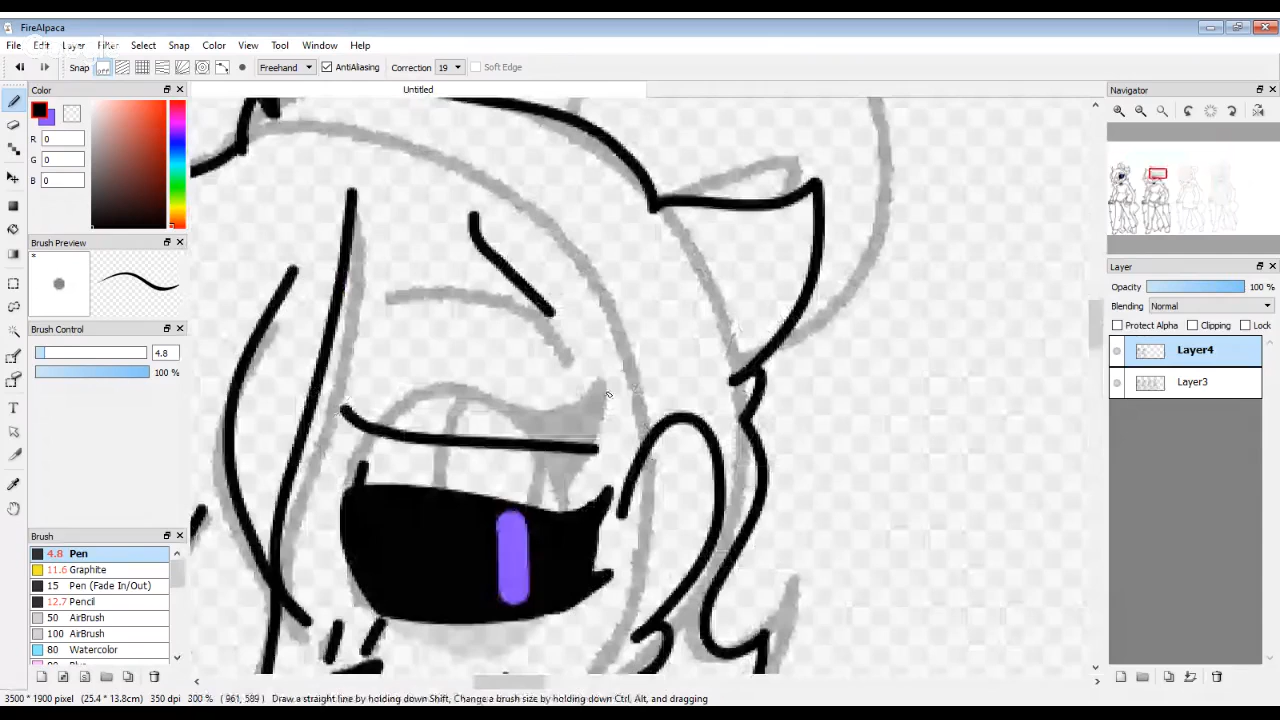 FireAlpaca
File Edit Layer Filter Select Snap Color View Tool Window Help
Snap OFF Freehand AntiAliasing Correction 19 Soft Edge
Color
Untitled
Navigator
R 0
G 0
B 0
Brush Preview
Layer
Opacity 100 %
Blending Normal
Protect Alpha Clipping Lock
Brush Control
4.8
100 %
Layer4
Layer3
Brush
4.8 Pen
11.6 Graphite
15 Pen (Fade In/Out)
12.7 Pencil
50 AirBrush
100 AirBrush
80 Watercolor
3500 * 1900 pixel (25.4 * 13.8cm) 350 dpi 300 % ( 961, 589 ) Draw a straight line by holding down Shift, Change a brush size by holding down Ctrl, Alt, and dragging